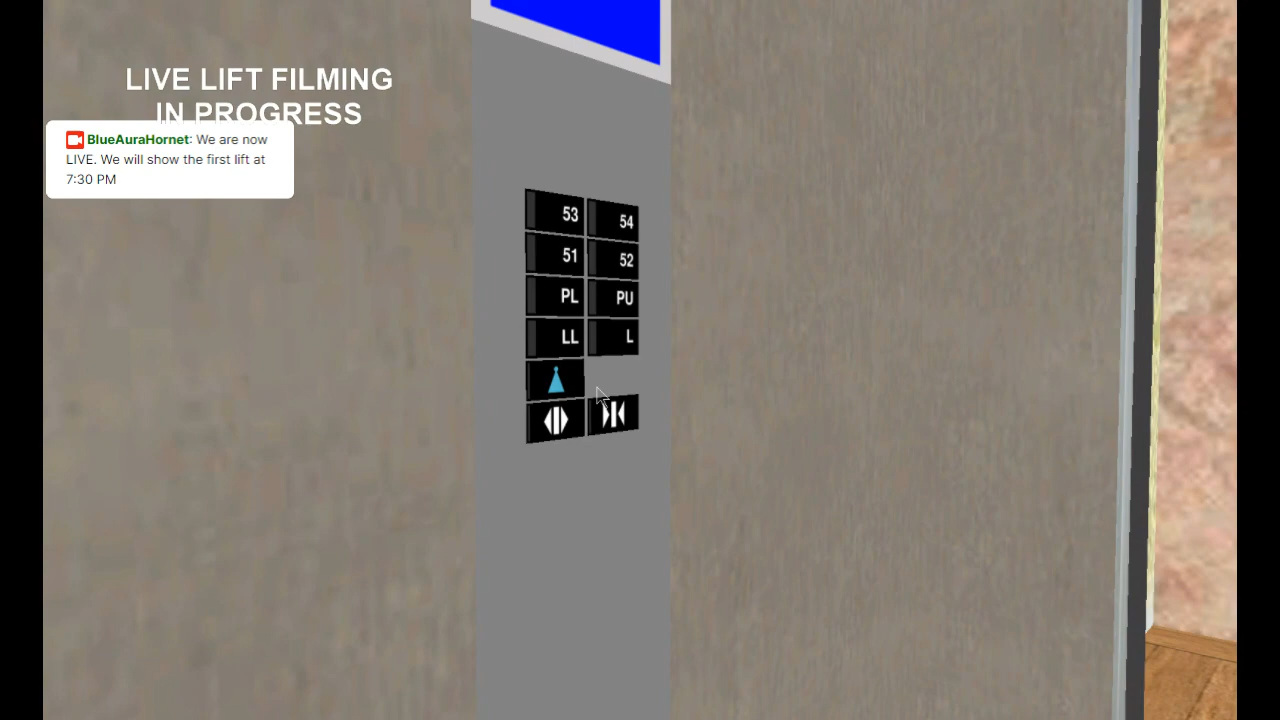 LIVE LIFT FILMING
IN PROGRESS
BlueAuraHornet: We are now
LIVE. We will show the first lift at
7:30 PM
53 54
51 52
PL PU
LL L